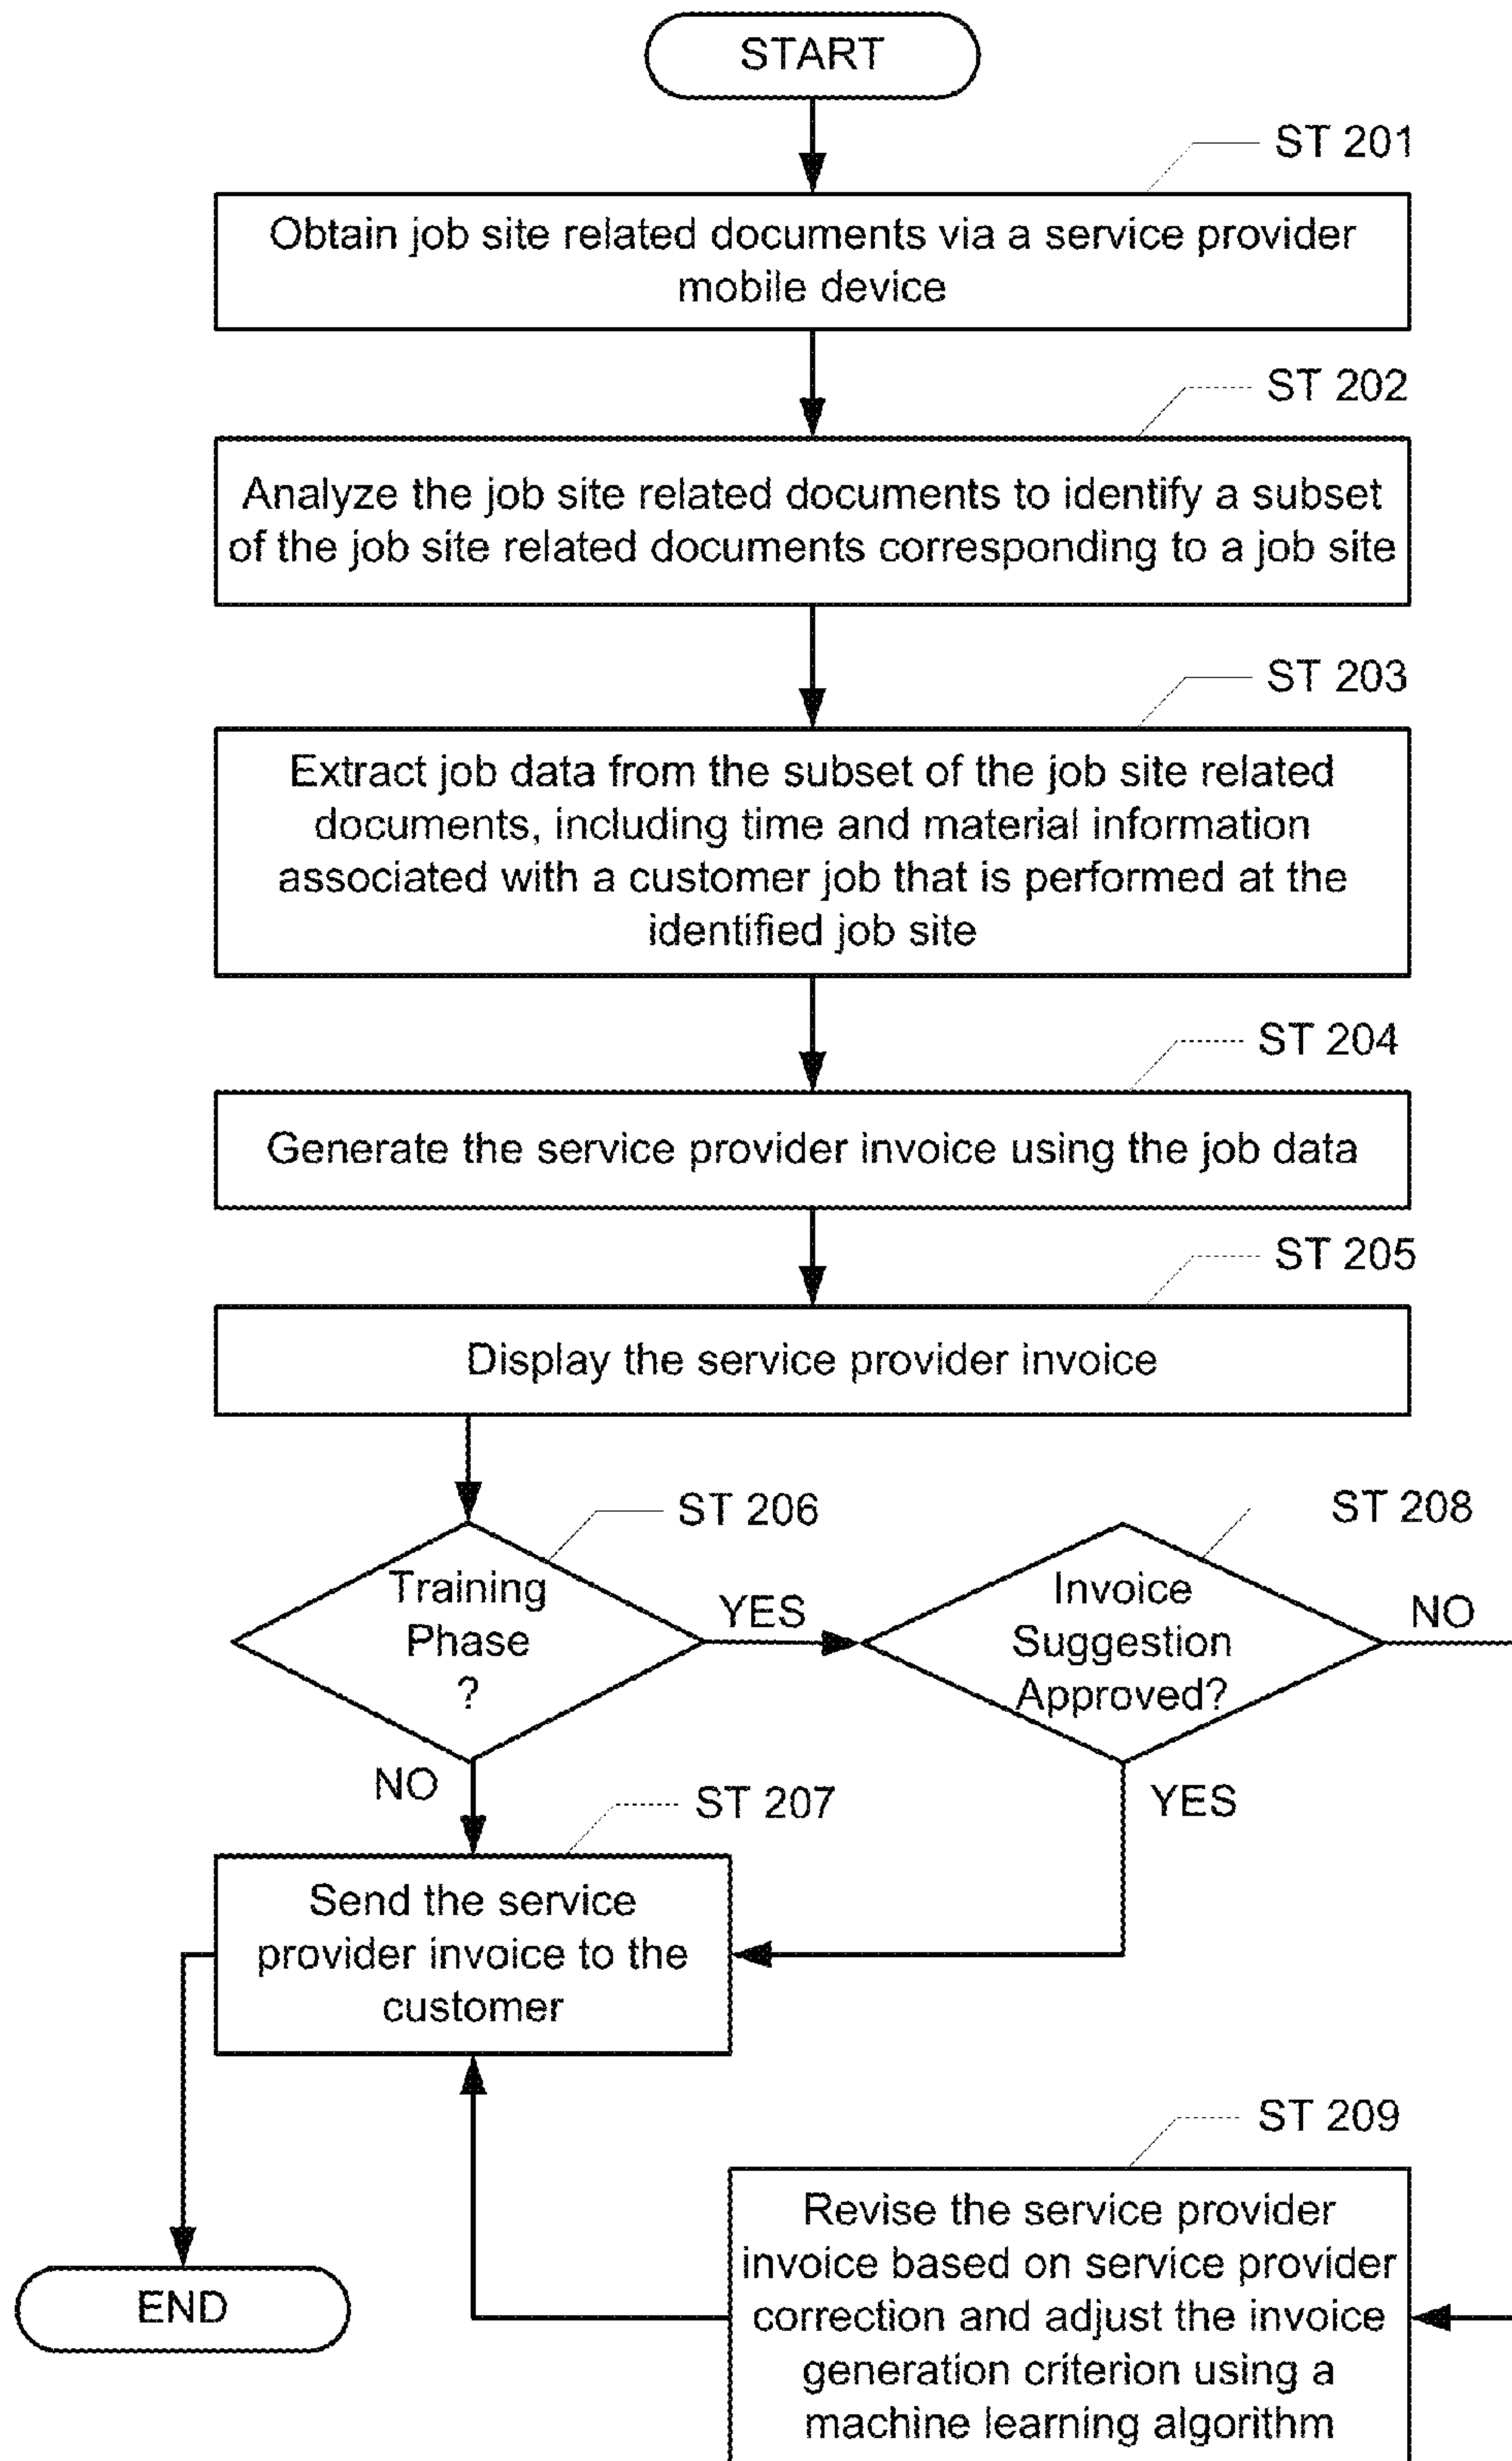 START
ST 201
Obtain job site related documents via a service provider
mobile device
ST 202
Analyze the job site related documents to identify a subset
of the job site related documents corresponding to a job site
ST 203
Extract job data from the subset of the job site related
documents, including time and material information
associated with a customer job that is performed at the
identified job site
ST 204
Generate the service provider invoice using the job data
ST 205
Display the service provider invoice
ST 206
Training
Phase
?
YES
ST 208
Invoice
Suggestion
Approved?
NO
NO
YES
ST 207
Send the service
provider invoice to the
customer
ST 209
Revise the service provider
invoice based on service provider
correction and adjust the invoice
generation criterion using a
machine learning algorithm
END